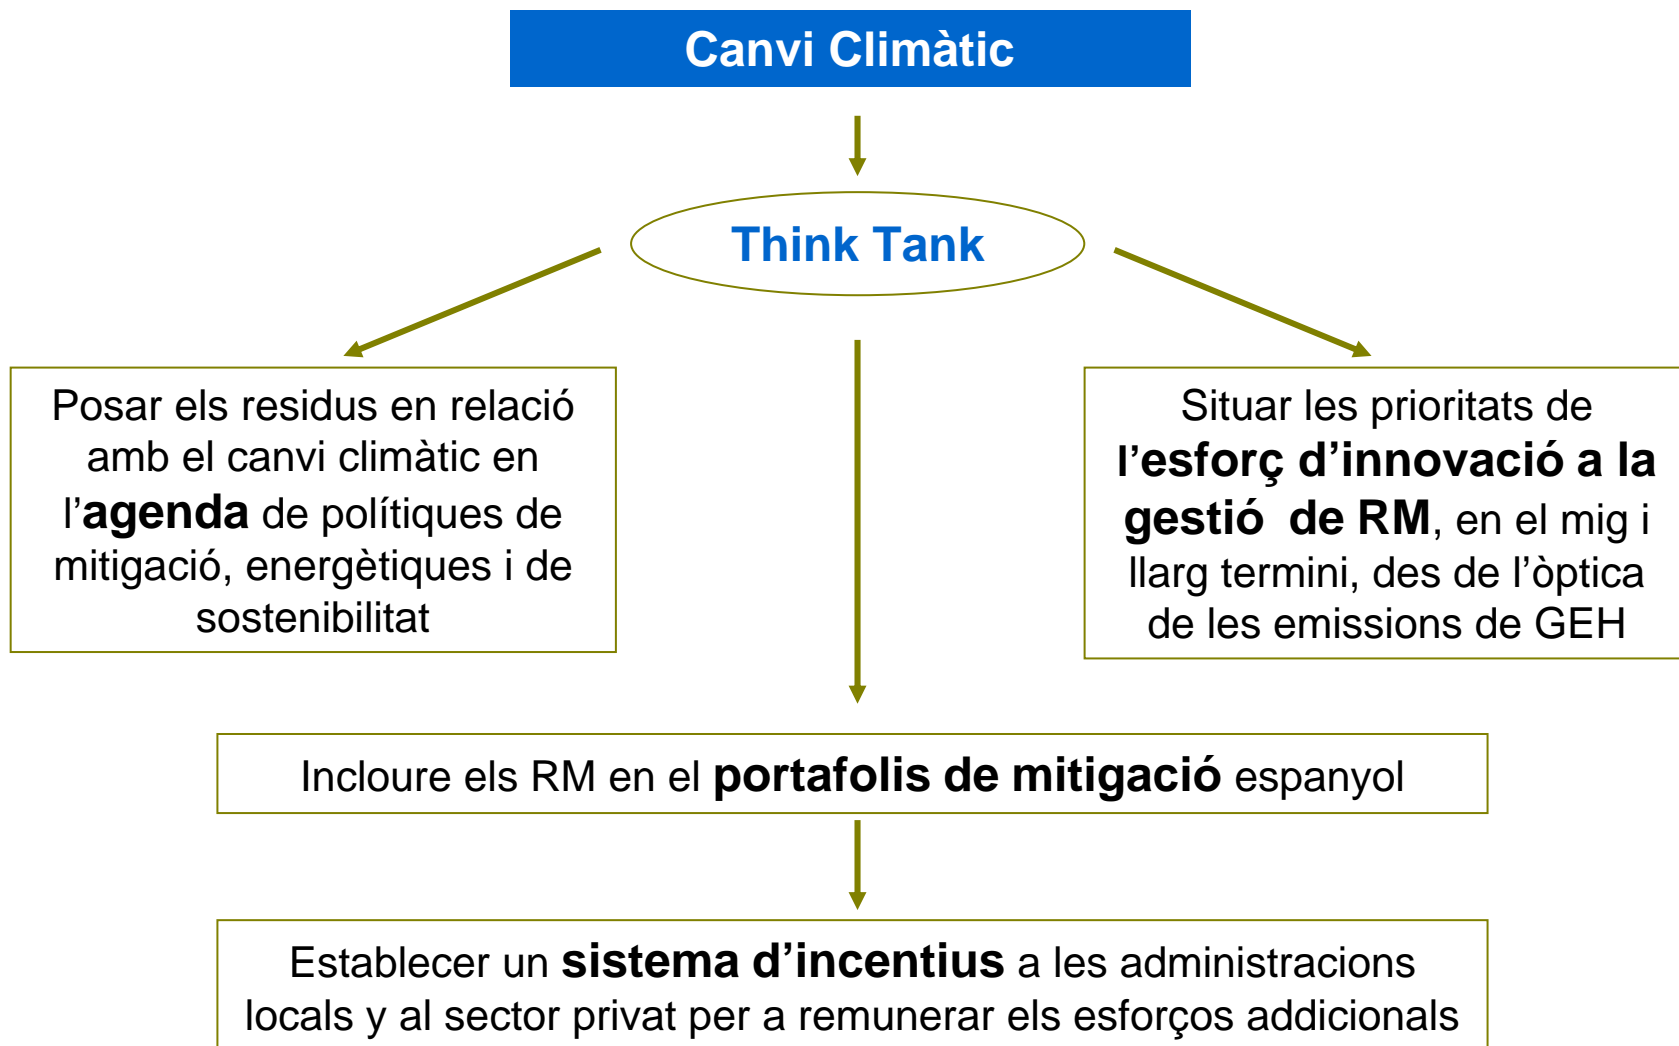 Canvi Climàtic
Think Tank
Posar els residus en relació
amb el canvi climàtic en
l’agenda de polítiques de
mitigació, energètiques i de
sostenibilitat
Situar les prioritats de
l’esforç d’innovació a la
gestió  de RM, en el mig i
llarg termini, des de l’òptica
de les emissions de GEH
Incloure els RM en el portafolis de mitigació espanyol
Establecer un sistema d’incentius a les administracions
locals y al sector privat per a remunerar els esforços addicionals